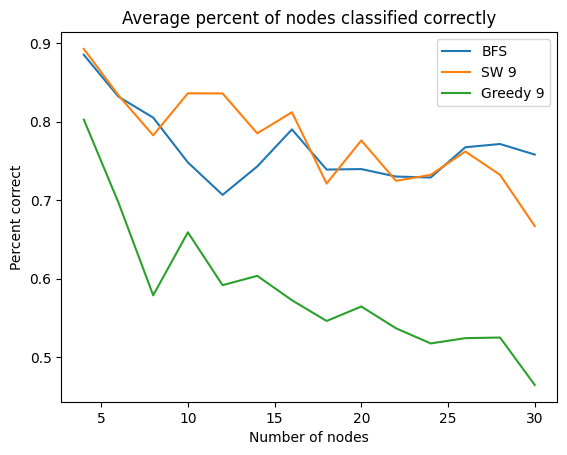 Average percent of nodes classified correctly
BFS
SW 9
Greedy 9
Percent correct
0.9
0.8
0.7
0.6
0.5
5
10
15
20
25
30
Number of nodes